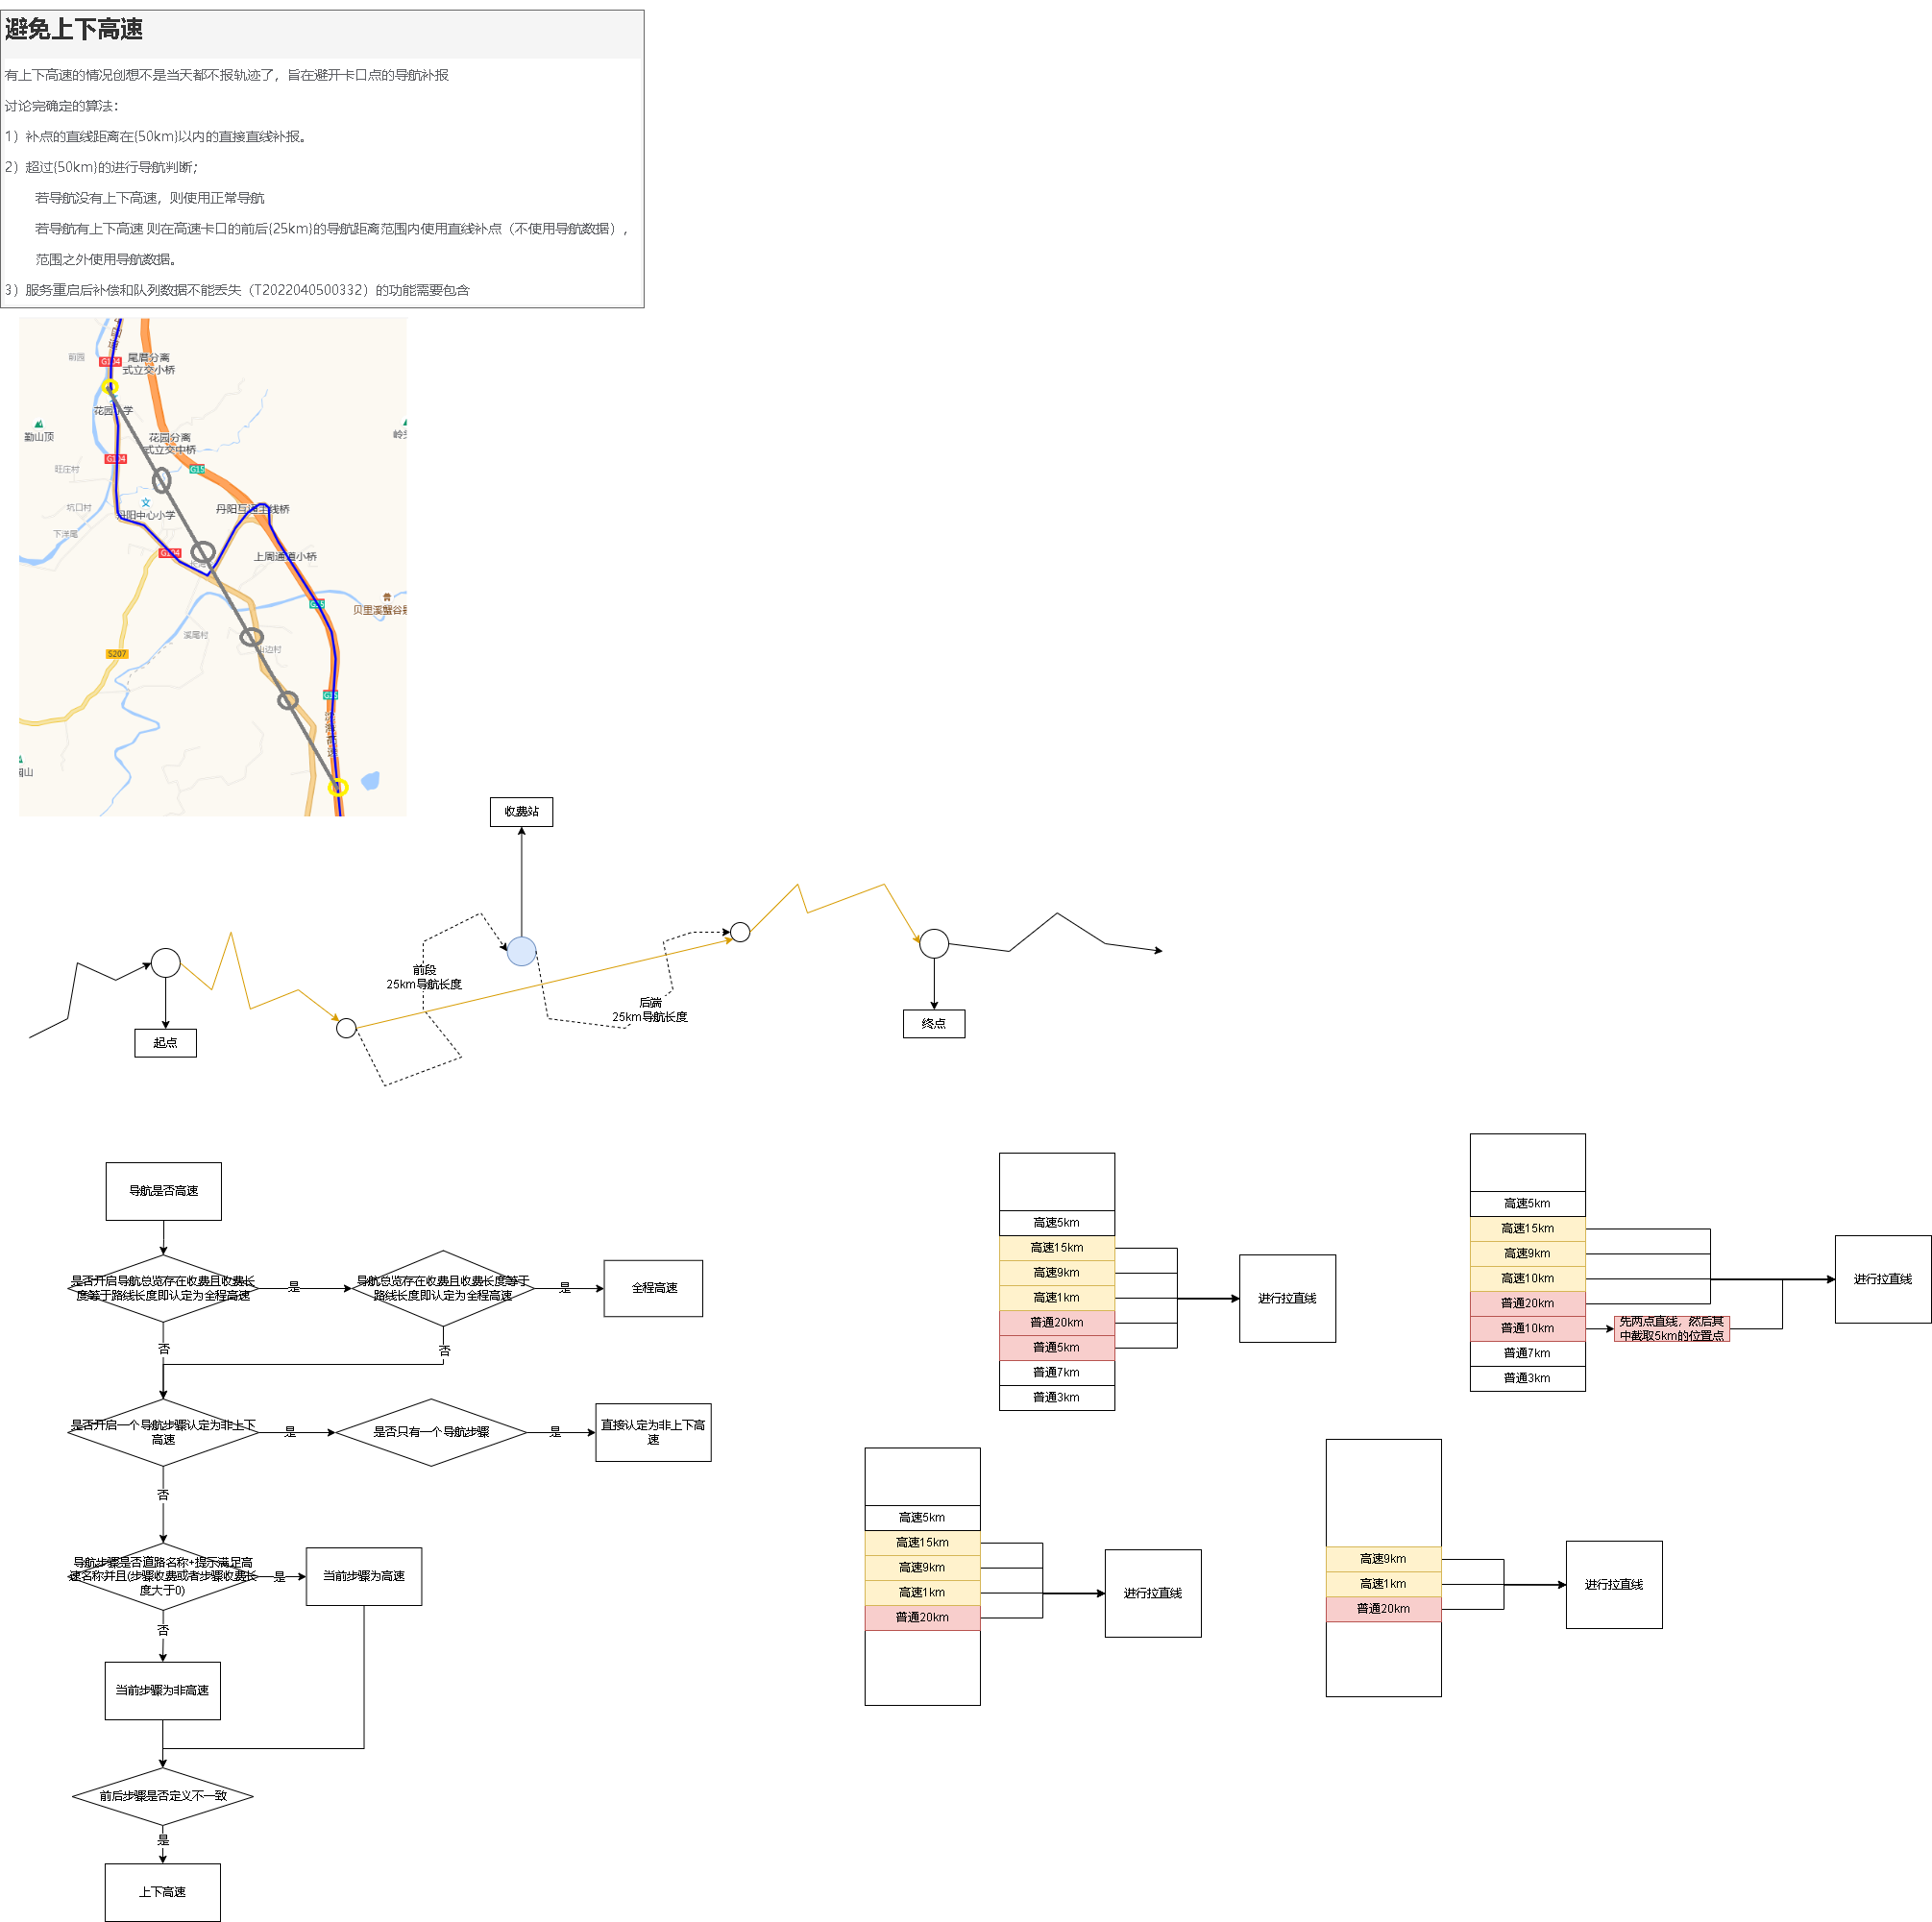 避免上下高速
有上下高速的情况创想不是当天都不报轨迹了，旨在避开卡口点的导航补报
讨论完确定的算法：
1）补点的直线距离在{50km}以内的直接直线补报。
2）超过{50km}的进行导航判断；
若导航没有上下高速，则使用正常导航
若导航有上下高速 则在高速卡口的前后{25km}的导航距离范围内使用直线补点（不使用导航数据），
范围之外使用导航数据。
3）服务重启后补偿和队列数据不能丢失（T2022040500332）的功能需要包含
尾厝分离
式立交小桥
前园
花园小学
勤山顶
花园分离
式立交中桥
G15
旺庄村
坑口村
丹阳中心小学
丹阳互通主线桥
下洋尾
上周通道小桥
贝里溪蟹谷景
溪尾村
山边村
S207
收费站
前段
25km导航长度
后端
25km导航长度
起点
终点
导航是否高速
是否开启导航总览存在收费且收费长
度等于路线长度即认定为全程高速
是
导航总览存在收费且收费长度等于
路线长度即认定为全程高速
是
全程高速
否
否
是否开启一个导航步骤认定为非上下
高速
是
是否只有一个导航步骤
是
直接认定为非上下高
速
否
导航步骤是否道路名称+提示满足高
速名称并且(步骤收费或者步骤收费长
度大于0)
是
当前步骤为高速
否
当前步骤为非高速
前后步骤是否定义不一致
是
上下高速
高速5km
高速15km
高速9km
高速1km
普通20km
普通5km
普通7km
普通3km
进行拉直线
高速5km
高速15km
高速9km
高速10km
普通20km
普通10km
普通7km
普通3km
先两点直线，然后其
中截取5km的位置点
进行拉直线
高速5km
高速15km
高速9km
高速1km
普通20km
进行拉直线
高速9km
高速1km
普通20km
进行拉直线